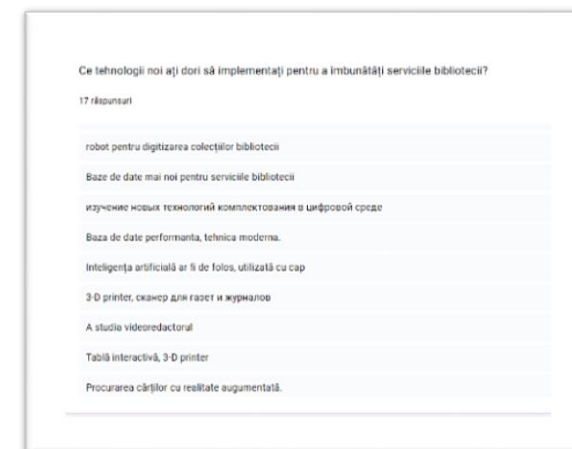 Ce tehnologii noi ați dori să implementați pentru a îmbunătăți serviciile bibliotecii?
17 răspunsuri
robot pentru digitizarea colecțiilor bibliotecii
Baze de date mai noi pentru serviciile bibliotecii
изучение новых технологий комплектования в цифровой среде
Baza de date performanta, tehnica moderna.
Inteligența artificială ar fi de folos, utilizată cu cap
3-D printer, сканер для газет и журналов
A studia videoredactorul
Tablă interactivă, 3-D printer
Procurarea cărților cu realitate augumentată.